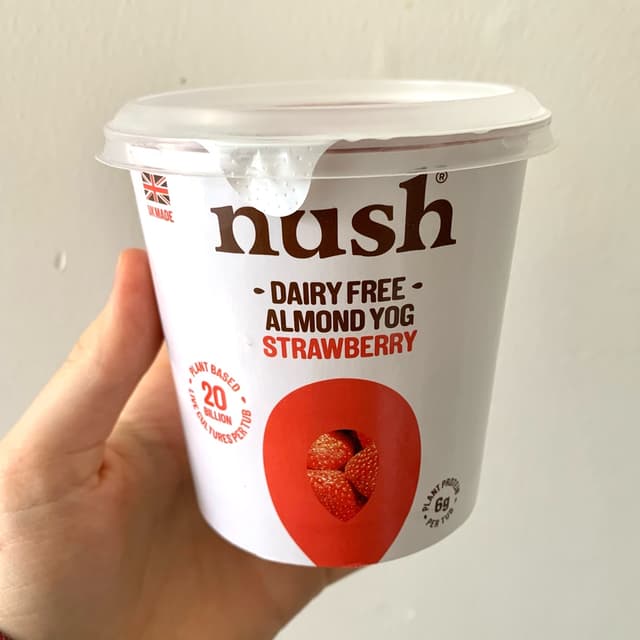 UK MADE
nush®
DAIRY FREE
ALMOND YOG
STRAWBERRY
PLANT BASED
20
BILLION
LIVE CULTURES PER TUB
PLANT PROTEIN
6g
PER TUB